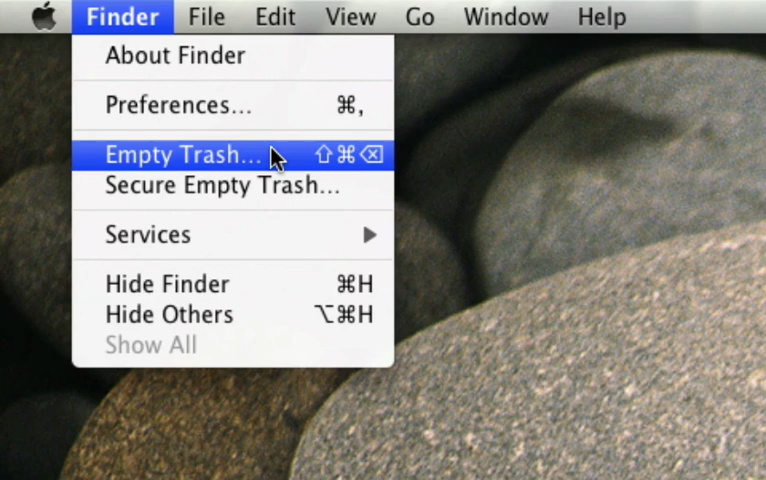 Finder File Edit View Go Window Help
About Finder
Preferences... ⌘,
Empty Trash... ⇧⌘⌫
Secure Empty Trash...
Services ▶
Hide Finder ⌘H
Hide Others ⌥⌘H
Show All